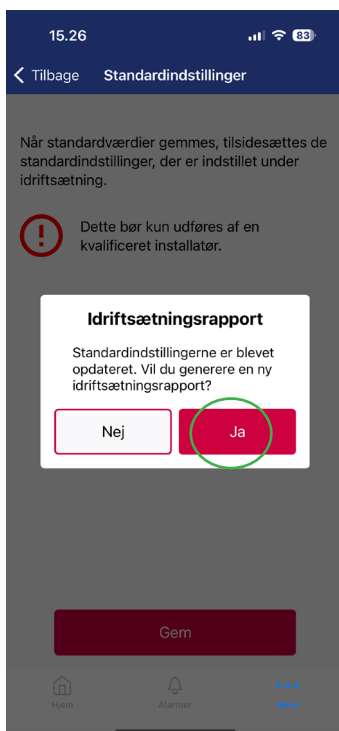 15.26
83
Tilbage Standardindstillinger
Når standardværdier gemmes, tilsidesættes de
standardindstillinger, der er indstillet under
idriftsætning.
Dette bør kun udføres af en
kvalificeret installatør.
Idriftsætningsrapport
Standardindstillingerne er blevet
opdateret. Vil du generere en ny
idriftsætningsrapport?
Nej Ja
Gem
Hjem Alarmer